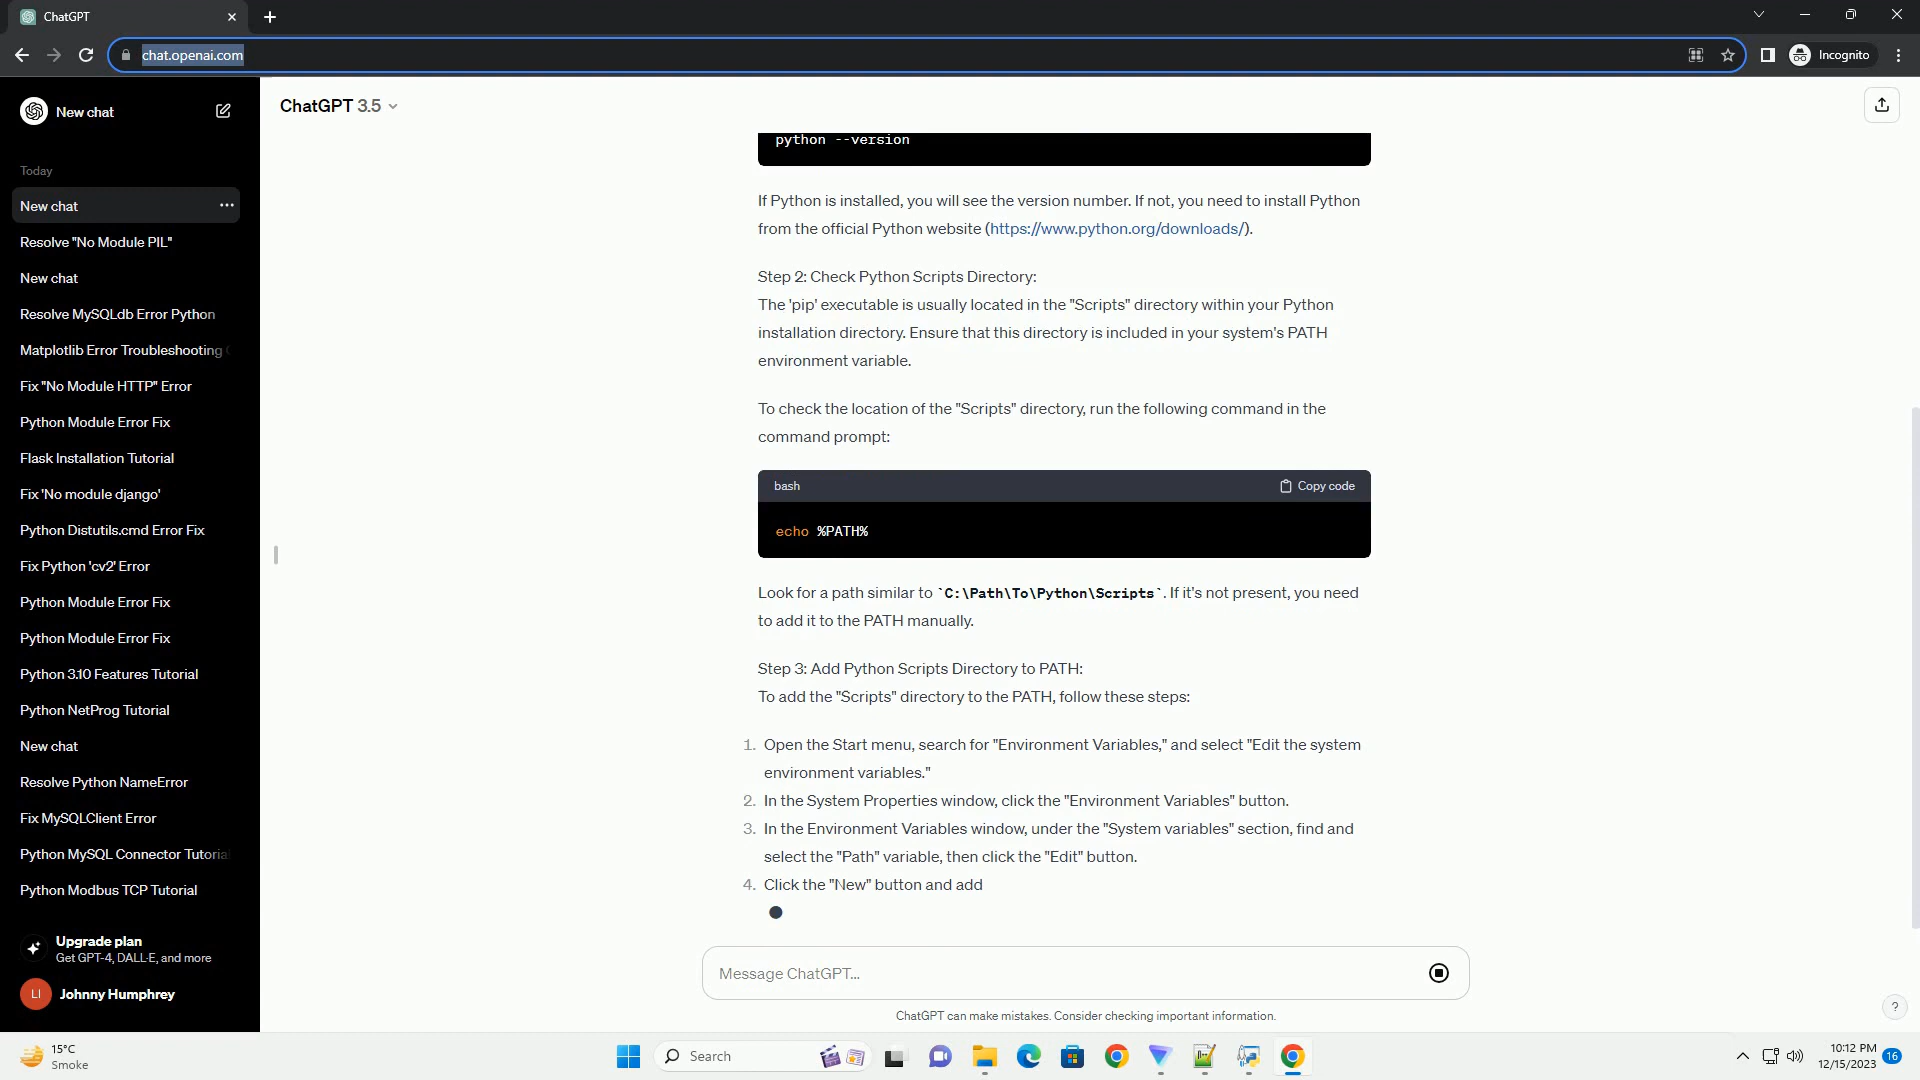 ChatGPT
chat.openai.com
Incognito
New chat
Today
New chat
Resolve "No Module PIL"
New chat
Resolve MySQLdb Error Python
Matplotlib Error Troubleshooting
Fix "No Module HTTP" Error
Python Module Error Fix
Flask Installation Tutorial
Fix 'No module django'
Python Distutils.cmd Error Fix
Fix Python 'cv2' Error
Python Module Error Fix
Python Module Error Fix
Python 3.10 Features Tutorial
Python NetProg Tutorial
New chat
Resolve Python NameError
Fix MySQLClient Error
Python MySQL Connector Tutorial
Python Modbus TCP Tutorial
Upgrade plan
Get GPT-4, DALL·E, and more
LI
Johnny Humphrey
ChatGPT 3.5
python --version
If Python is installed, you will see the version number. If not, you need to install Python
from the official Python website (https://www.python.org/downloads/).
Step 2: Check Python Scripts Directory:
The 'pip' executable is usually located in the "Scripts" directory within your Python
installation directory. Ensure that this directory is included in your system's PATH
environment variable.
To check the location of the "Scripts" directory, run the following command in the
command prompt:
bash
Copy code
echo %PATH%
Look for a path similar to `C:\Path\To\Python\Scripts`. If it's not present, you need
to add it to the PATH manually.
Step 3: Add Python Scripts Directory to PATH:
To add the "Scripts" directory to the PATH, follow these steps:
1. Open the Start menu, search for "Environment Variables," and select "Edit the system
environment variables."
2. In the System Properties window, click the "Environment Variables" button.
3. In the Environment Variables window, under the "System variables" section, find and
select the "Path" variable, then click the "Edit" button.
4. Click the "New" button and add
Message ChatGPT...
ChatGPT can make mistakes. Consider checking important information.
?
15°C
Smoke
Search
10:12 PM
12/15/2023
16